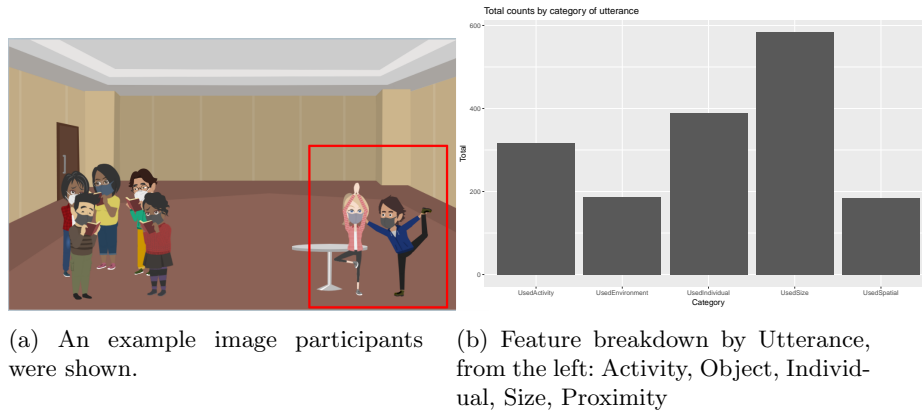 Total counts by category of utterance
600
400
200
0
Total
UsedActivity UsedEnvironment UsedIndividual UsedSize UsedSpatial
Category
(a) An example image participants
were shown.
(b) Feature breakdown by Utterance,
from the left: Activity, Object, Individ-
ual, Size, Proximity